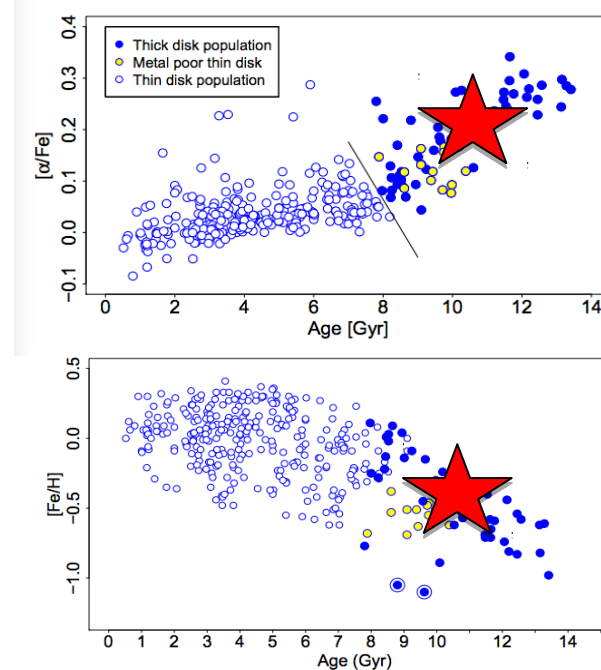 0.4
Thick disk population
Metal poor thin disk
Thin disk population
0.3
0.2
[α/Fe]
0.1
0.0
−0.1
0 2 4 6 8 10 12 14
Age [Gyr]
0.5
0.0
[Fe/H]
−0.5
−1.0
0 1 2 3 4 5 6 7 8 9 10 11 12 13 14
Age (Gyr)